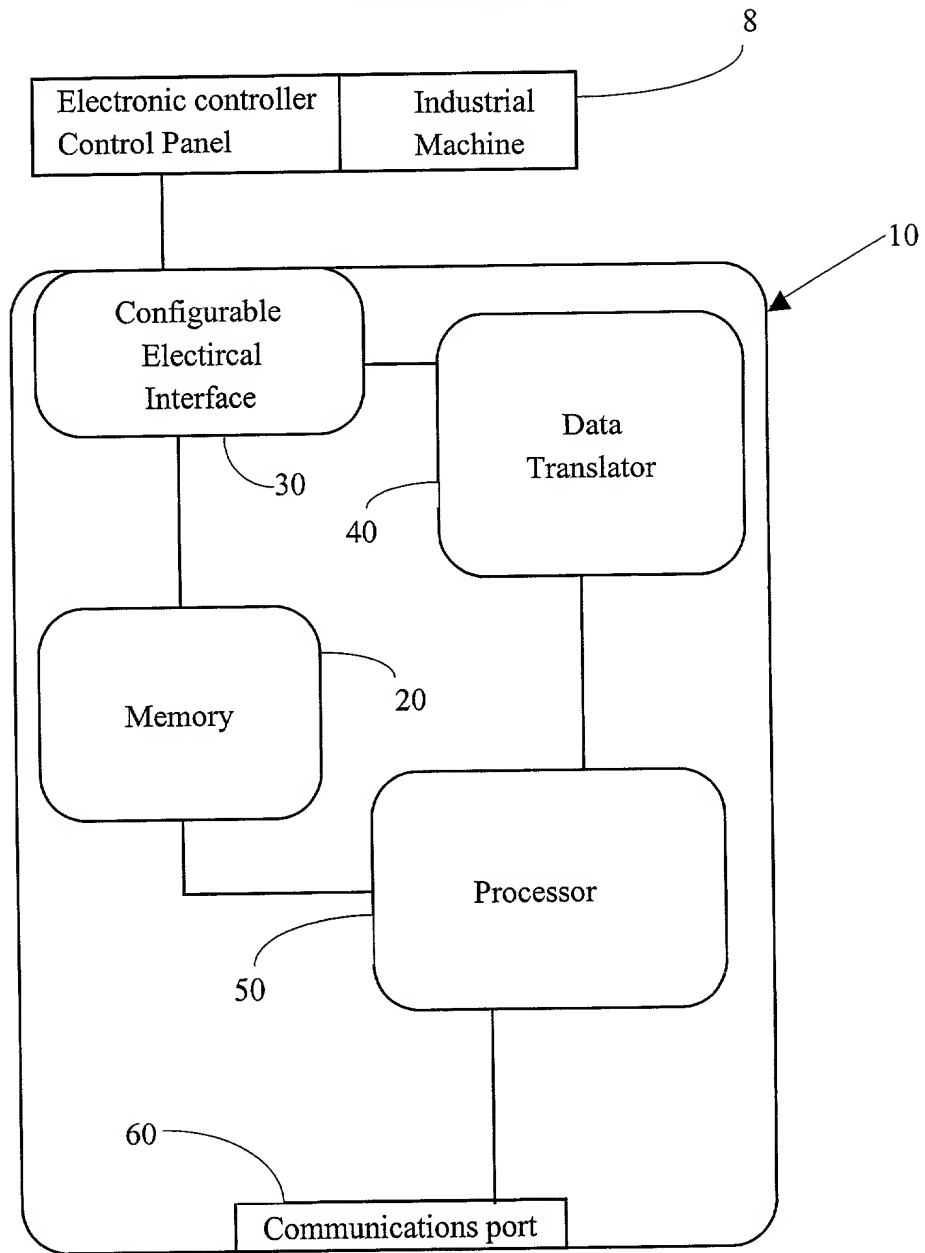 8
Electronic controller
Control Panel
Industrial
Machine
10
Configurable
Electircal
Interface
30
Data
Translator
40
Memory
20
Processor
50
60
Communications port